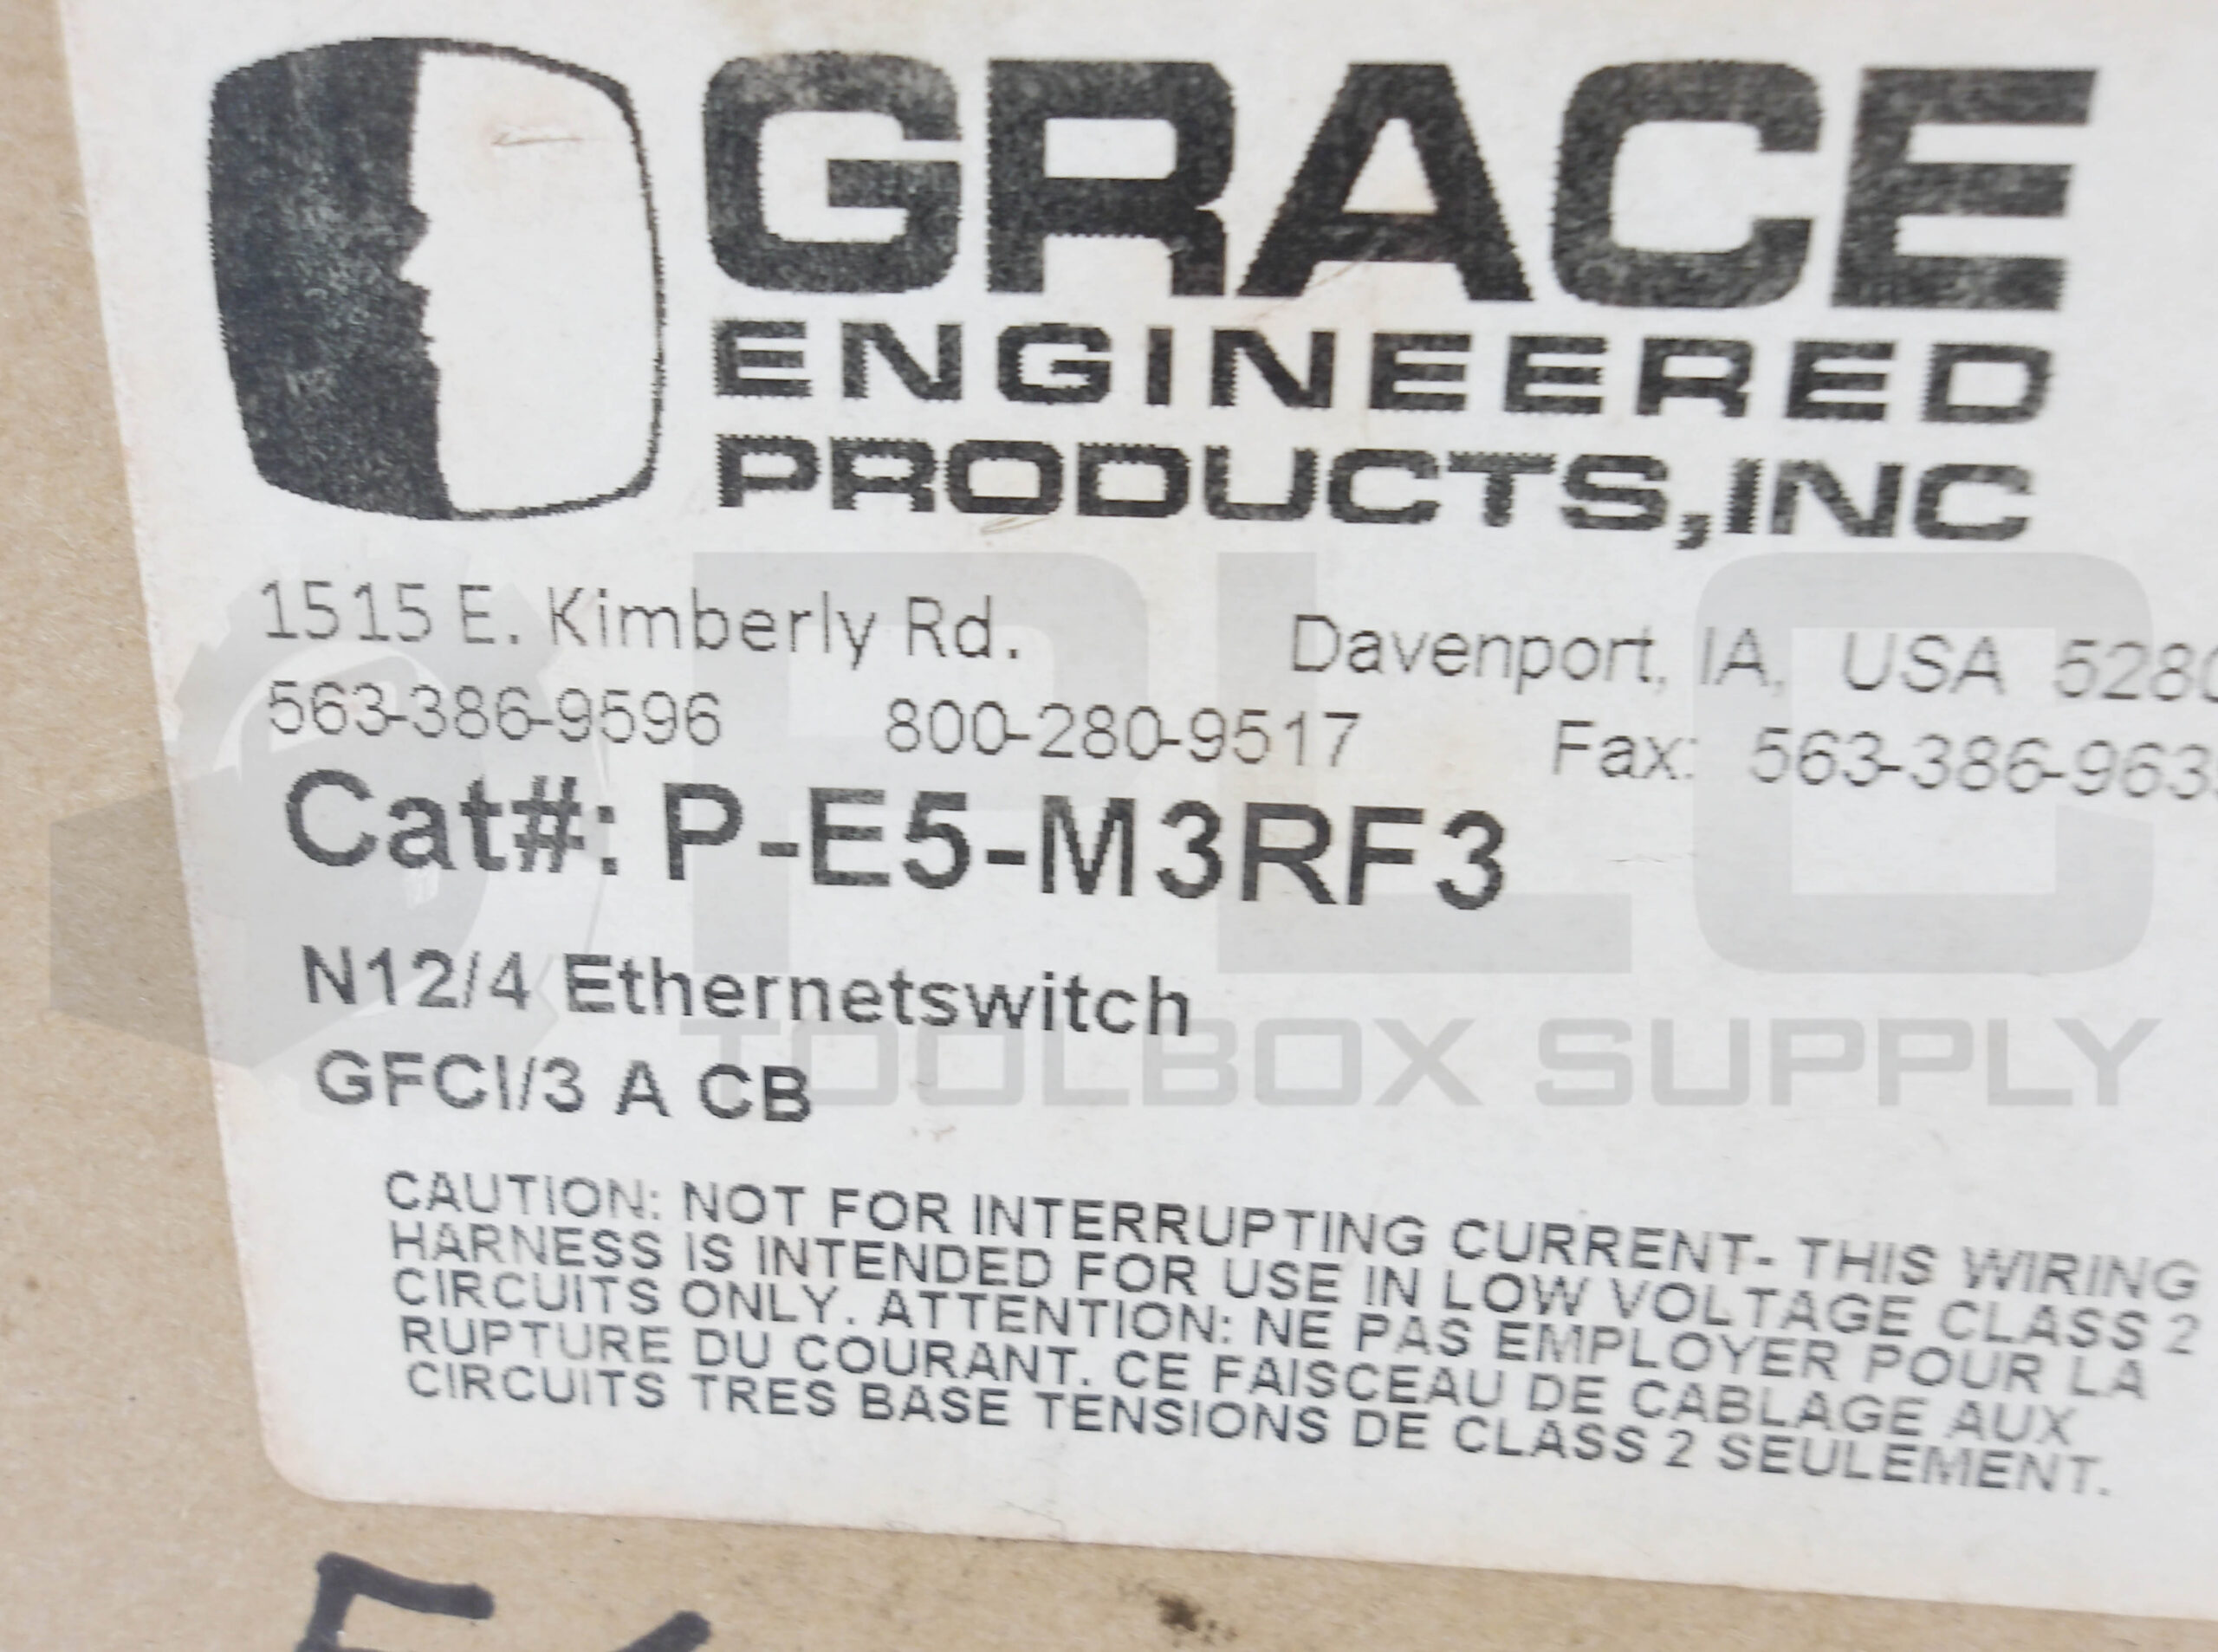 GRACE
ENGINEERED
PRODUCTS,INC
1515 E. Kimberly Rd. Davenport, IA, USA
563-386-9596 800-280-9517 Fax:
Cat#: P-E5-M3RF3
N12/4 Ethernetswitch
GFCI/3 A CB
CAUTION: NOT FOR INTERRUPTING CURRENT- THIS WIRING
HARNESS IS INTENDED FOR USE IN LOW VOLTAGE CLASS 2
CIRCUITS ONLY. ATTENTION: NE PAS EMPLOYER POUR LA
RUPTURE DU COURANT. CE FAISCEAU DE CABLAGE AUX
CIRCUITS TRES BASE TENSIONS DE CLASS 2 SEULEMENT.
PLC
TOOLBOX SUPPLY